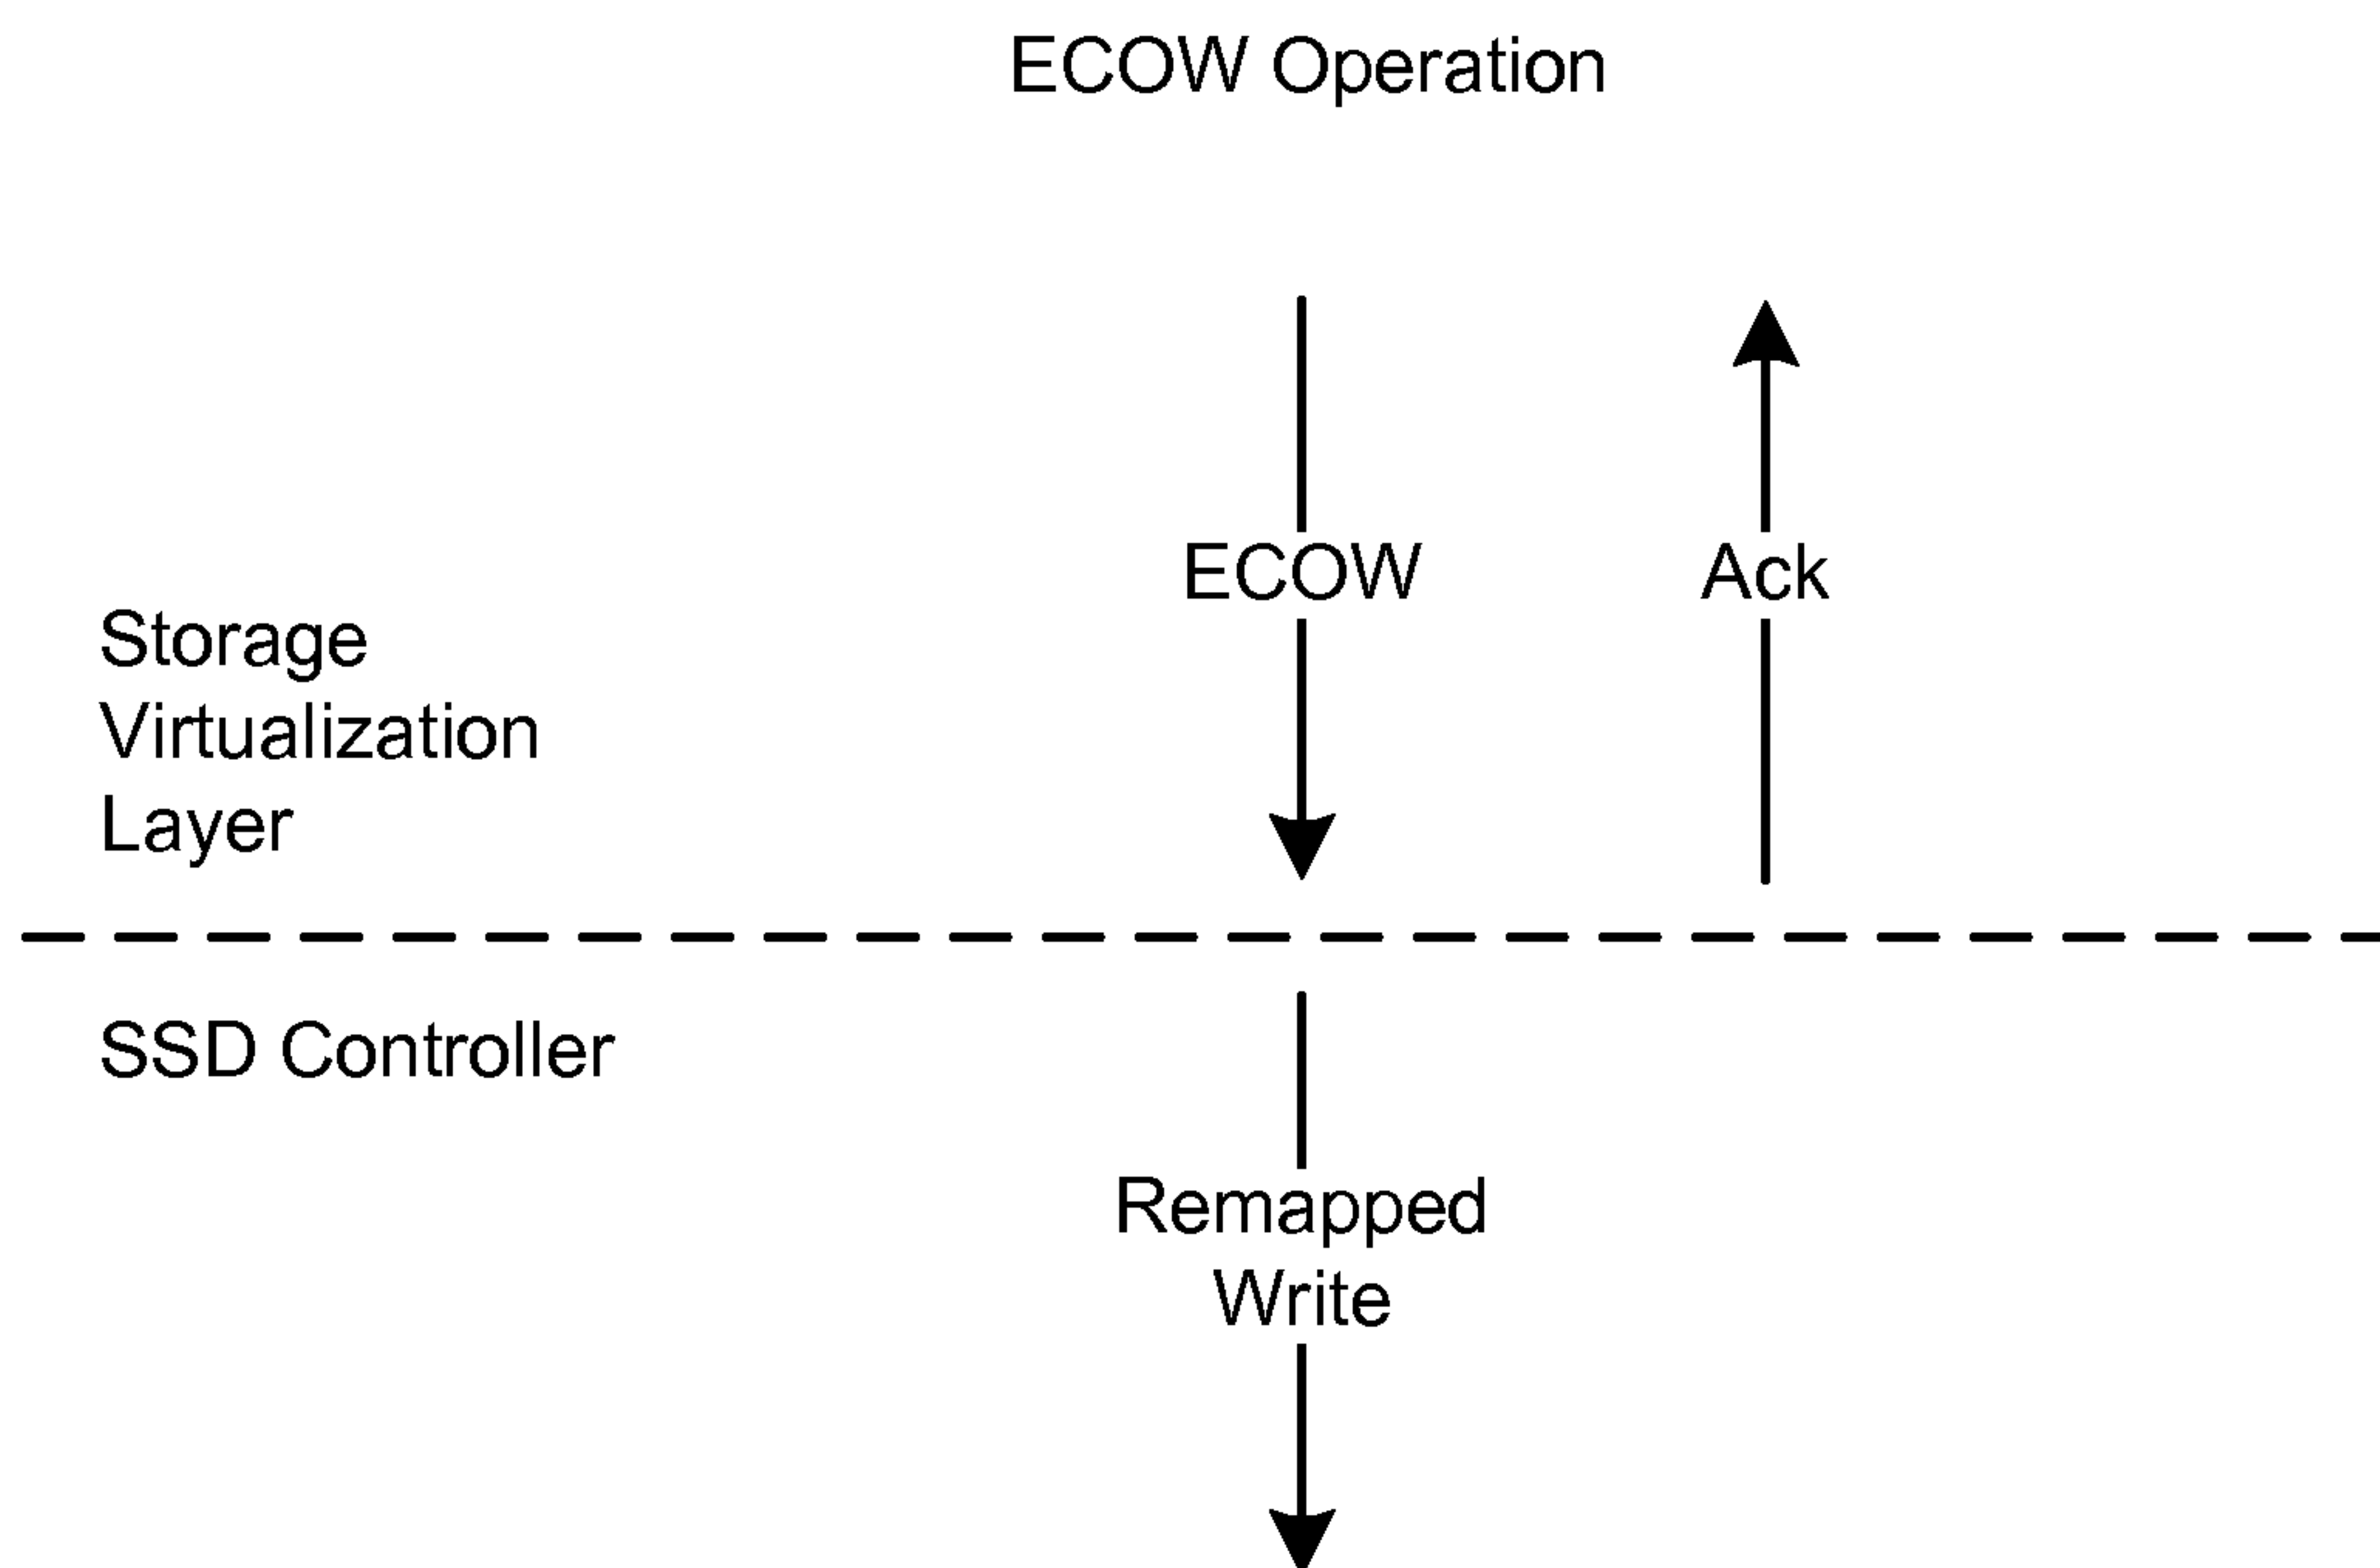 ECOW Operation
ECOW
Ack
Storage
Virtualization
Layer
SSD Controller
Remapped
Write